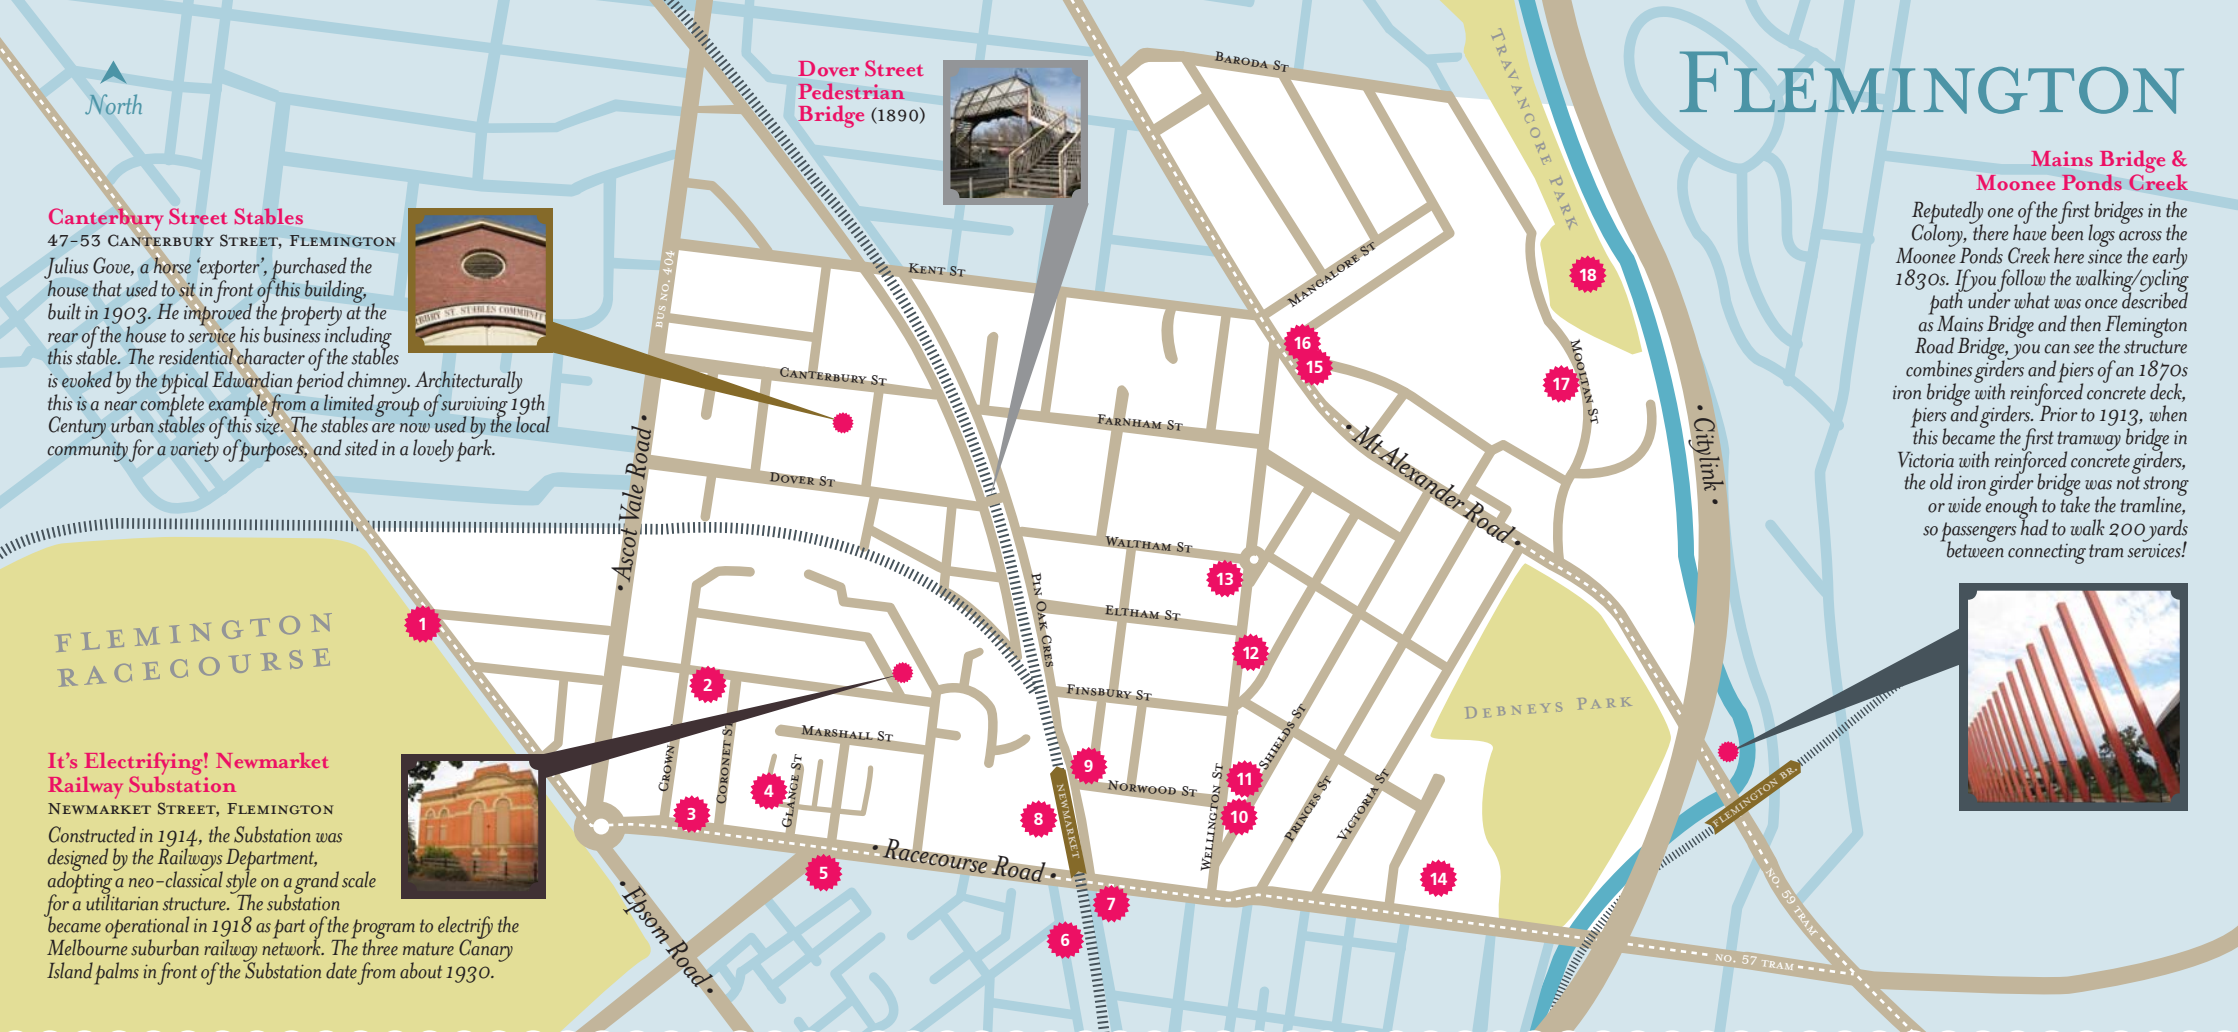 FLEMINGTON
North
Dover Street
Pedestrian
Bridge (1890)
Canterbury Street Stables
47-53 Canterbury Street, Flemington
Julius Gove, a horse ‘exporter’, purchased the
house that used to sit in front of this building,
built in 1903. He improved the property at the
rear of the house to service his business including
this stable. The residential character of the stables
is evoked by the typical Edwardian period chimney. Architecturally
this is a near complete example from a limited group of surviving 19th
Century urban stables of this size. The stables are now used by the local
community for a variety of purposes, and sited in a lovely park.
Mains Bridge &
Moonee Ponds Creek
Reputedly one of the first bridges in the
Colony, there have been logs across the
Moonee Ponds Creek here since the early
1830s. If you follow the walking/cycling
path under what was once described
as Mains Bridge and then Flemington
Road Bridge, you can see the structure
combines girders and piers of an 1870s
iron bridge with reinforced concrete deck,
piers and girders. Prior to 1913, when
this became the first tramway bridge in
Victoria with reinforced concrete girders,
the old iron girder bridge was not strong
or wide enough to take the tramline,
so passengers had to walk 200 yards
between connecting tram services!
It’s Electrifying! Newmarket
Railway Substation
Newmarket Street, Flemington
Constructed in 1914, the Substation was
designed by the Railways Department,
adopting a neo-classical style on a grand scale
for a utilitarian structure. The substation
became operational in 1918 as part of the program to electrify the
Melbourne suburban railway network. The three mature Canary
Island palms in front of the Substation date from about 1930.
Baroda St
Travancore Park
Kent St
Bus No. 404
Mangalore St
18
16
15
17
Mooltan St
Canterbury St
Farnham St
• Mt Alexander Road •
• Citylink •
• Ascot Vale Road •
Dover St
Waltham St
13
Pin Oak Cres
Eltham St
FLEMINGTON
RACECOURSE
1
12
2
Finsbury St
Debneys Park
Marshall St
Crown
Coronet St
Glance St
3
4
9
Norwood St
Newmarket
8
Wellington St
11
Shields St
10
Princes St
Victoria St
Flemington Br.
• Racecourse Road •
5
14
7
6
• Epsom Road •
No. 59 Tram
No. 57 Tram